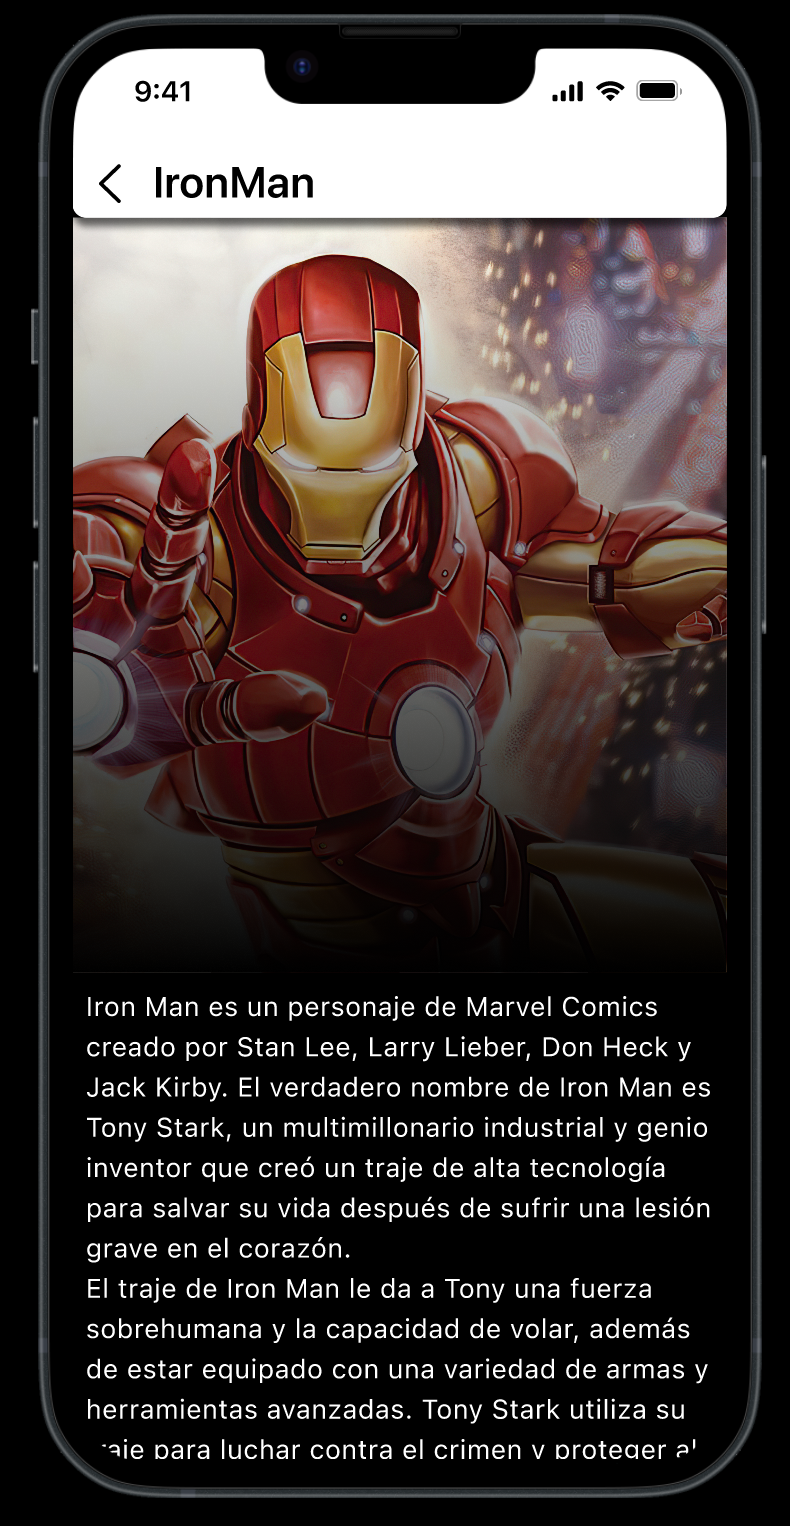 9:41
IronMan
Iron Man es un personaje de Marvel Comics
creado por Stan Lee, Larry Lieber, Don Heck y
Jack Kirby. El verdadero nombre de Iron Man es
Tony Stark, un multimillonario industrial y genio
inventor que creó un traje de alta tecnología
para salvar su vida después de sufrir una lesión
grave en el corazón.
El traje de Iron Man le da a Tony una fuerza
sobrehumana y la capacidad de volar, además
de estar equipado con una variedad de armas y
herramientas avanzadas. Tony Stark utiliza su
traje para luchar contra el crimen y proteger al